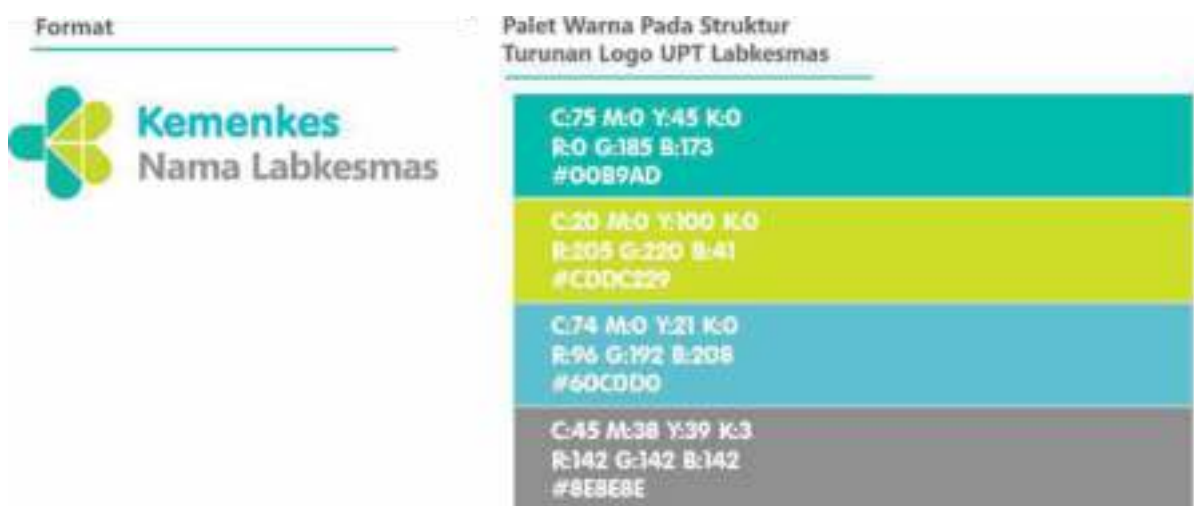 Format
Kemenkes
Nama Labkesmas
Palet Warna Pada Struktur
Turunan Logo UPT Labkesmas
C:75 M:0 Y:45 K:0
R:0 G:185 B:173
#00B9AD
C:20 M:0 Y:100 K:0
R:205 G:220 B:41
#CDDC229
C:74 M:0 Y:21 K:0
R:96 G:192 B:208
#60CDD0
C:45 M:38 Y:39 K:3
R:142 G:142 B:142
#8E8E8E